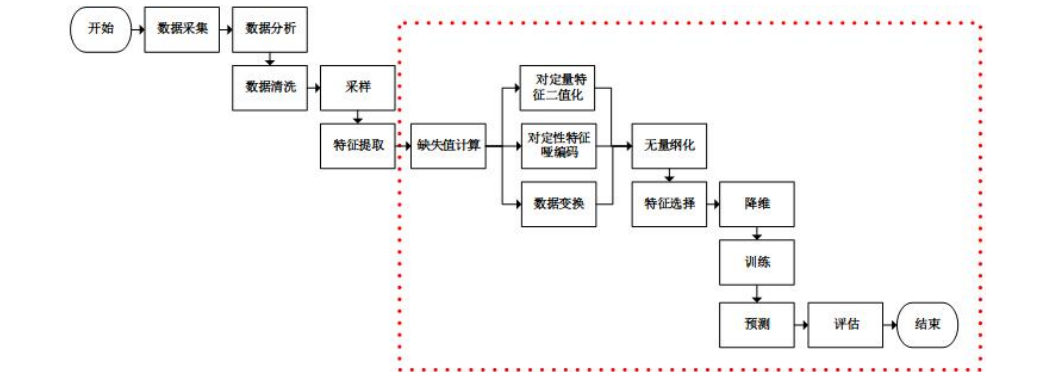 开始
数据采集
数据分析
数据清洗
采样
特征提取
缺失值计算
对定量特
征二值化
对定性特征
哑编码
数据变换
无量纲化
特征选择
降维
训练
预测
评估
结束